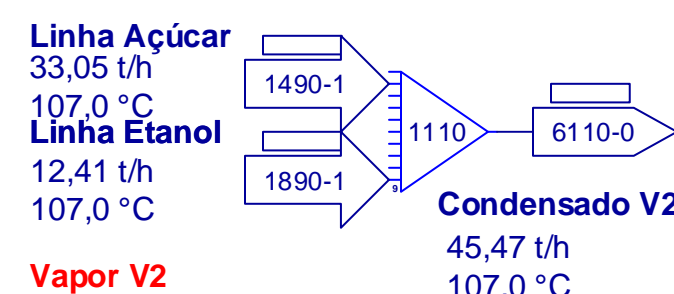 Linha Açúcar
33,05 t/h
107,0 °C
1490-1
Linha Etanol
12,41 t/h
107,0 °C
1890-1
9
1110
6110-0
Condensado V2
45,47 t/h
107,0 °C
Vapor V2